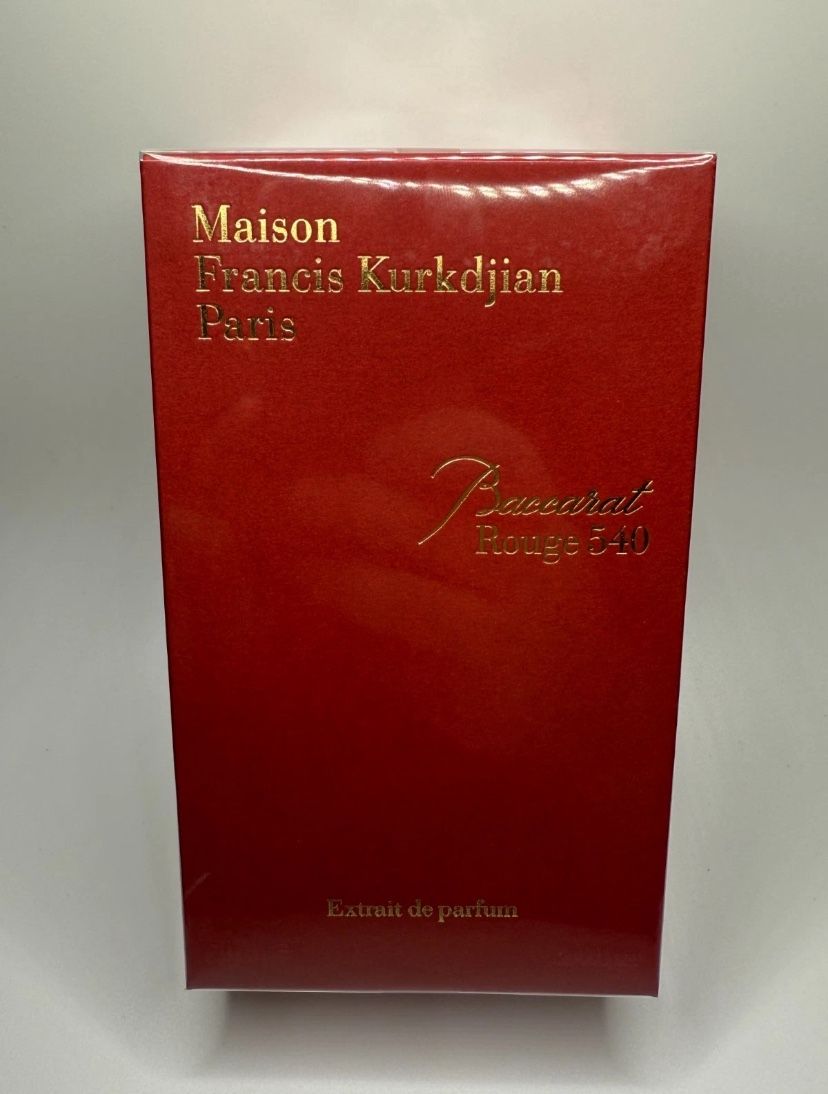 Maison
Francis Kurkdjian
Paris
Baccarat
Rouge 540
Extrait de parfum